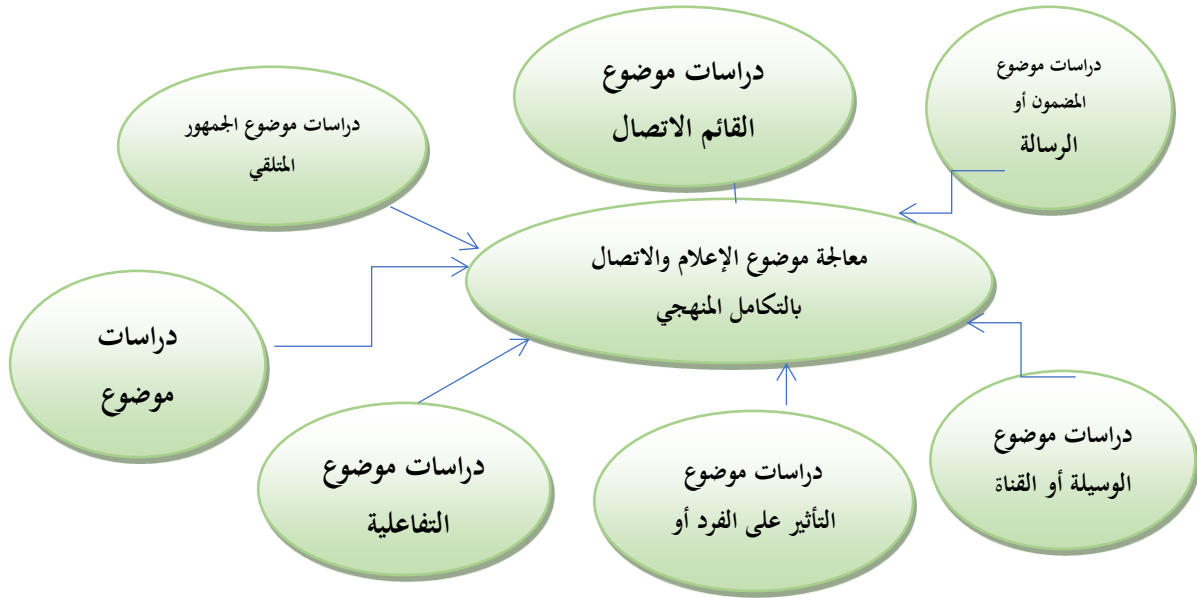 دراسات موضوع
المضمون أو
الرسالة
دراسات موضوع
القائم الاتصال
دراسات موضوع الجمهور
المتلقي
معالجة موضوع الإعلام والاتصال
بالتكامل المنهجي
دراسات
موضوع
دراسات موضوع
الوسيلة أو القناة
دراسات موضوع
التأثير على الفرد أو
دراسات موضوع
التفاعلية